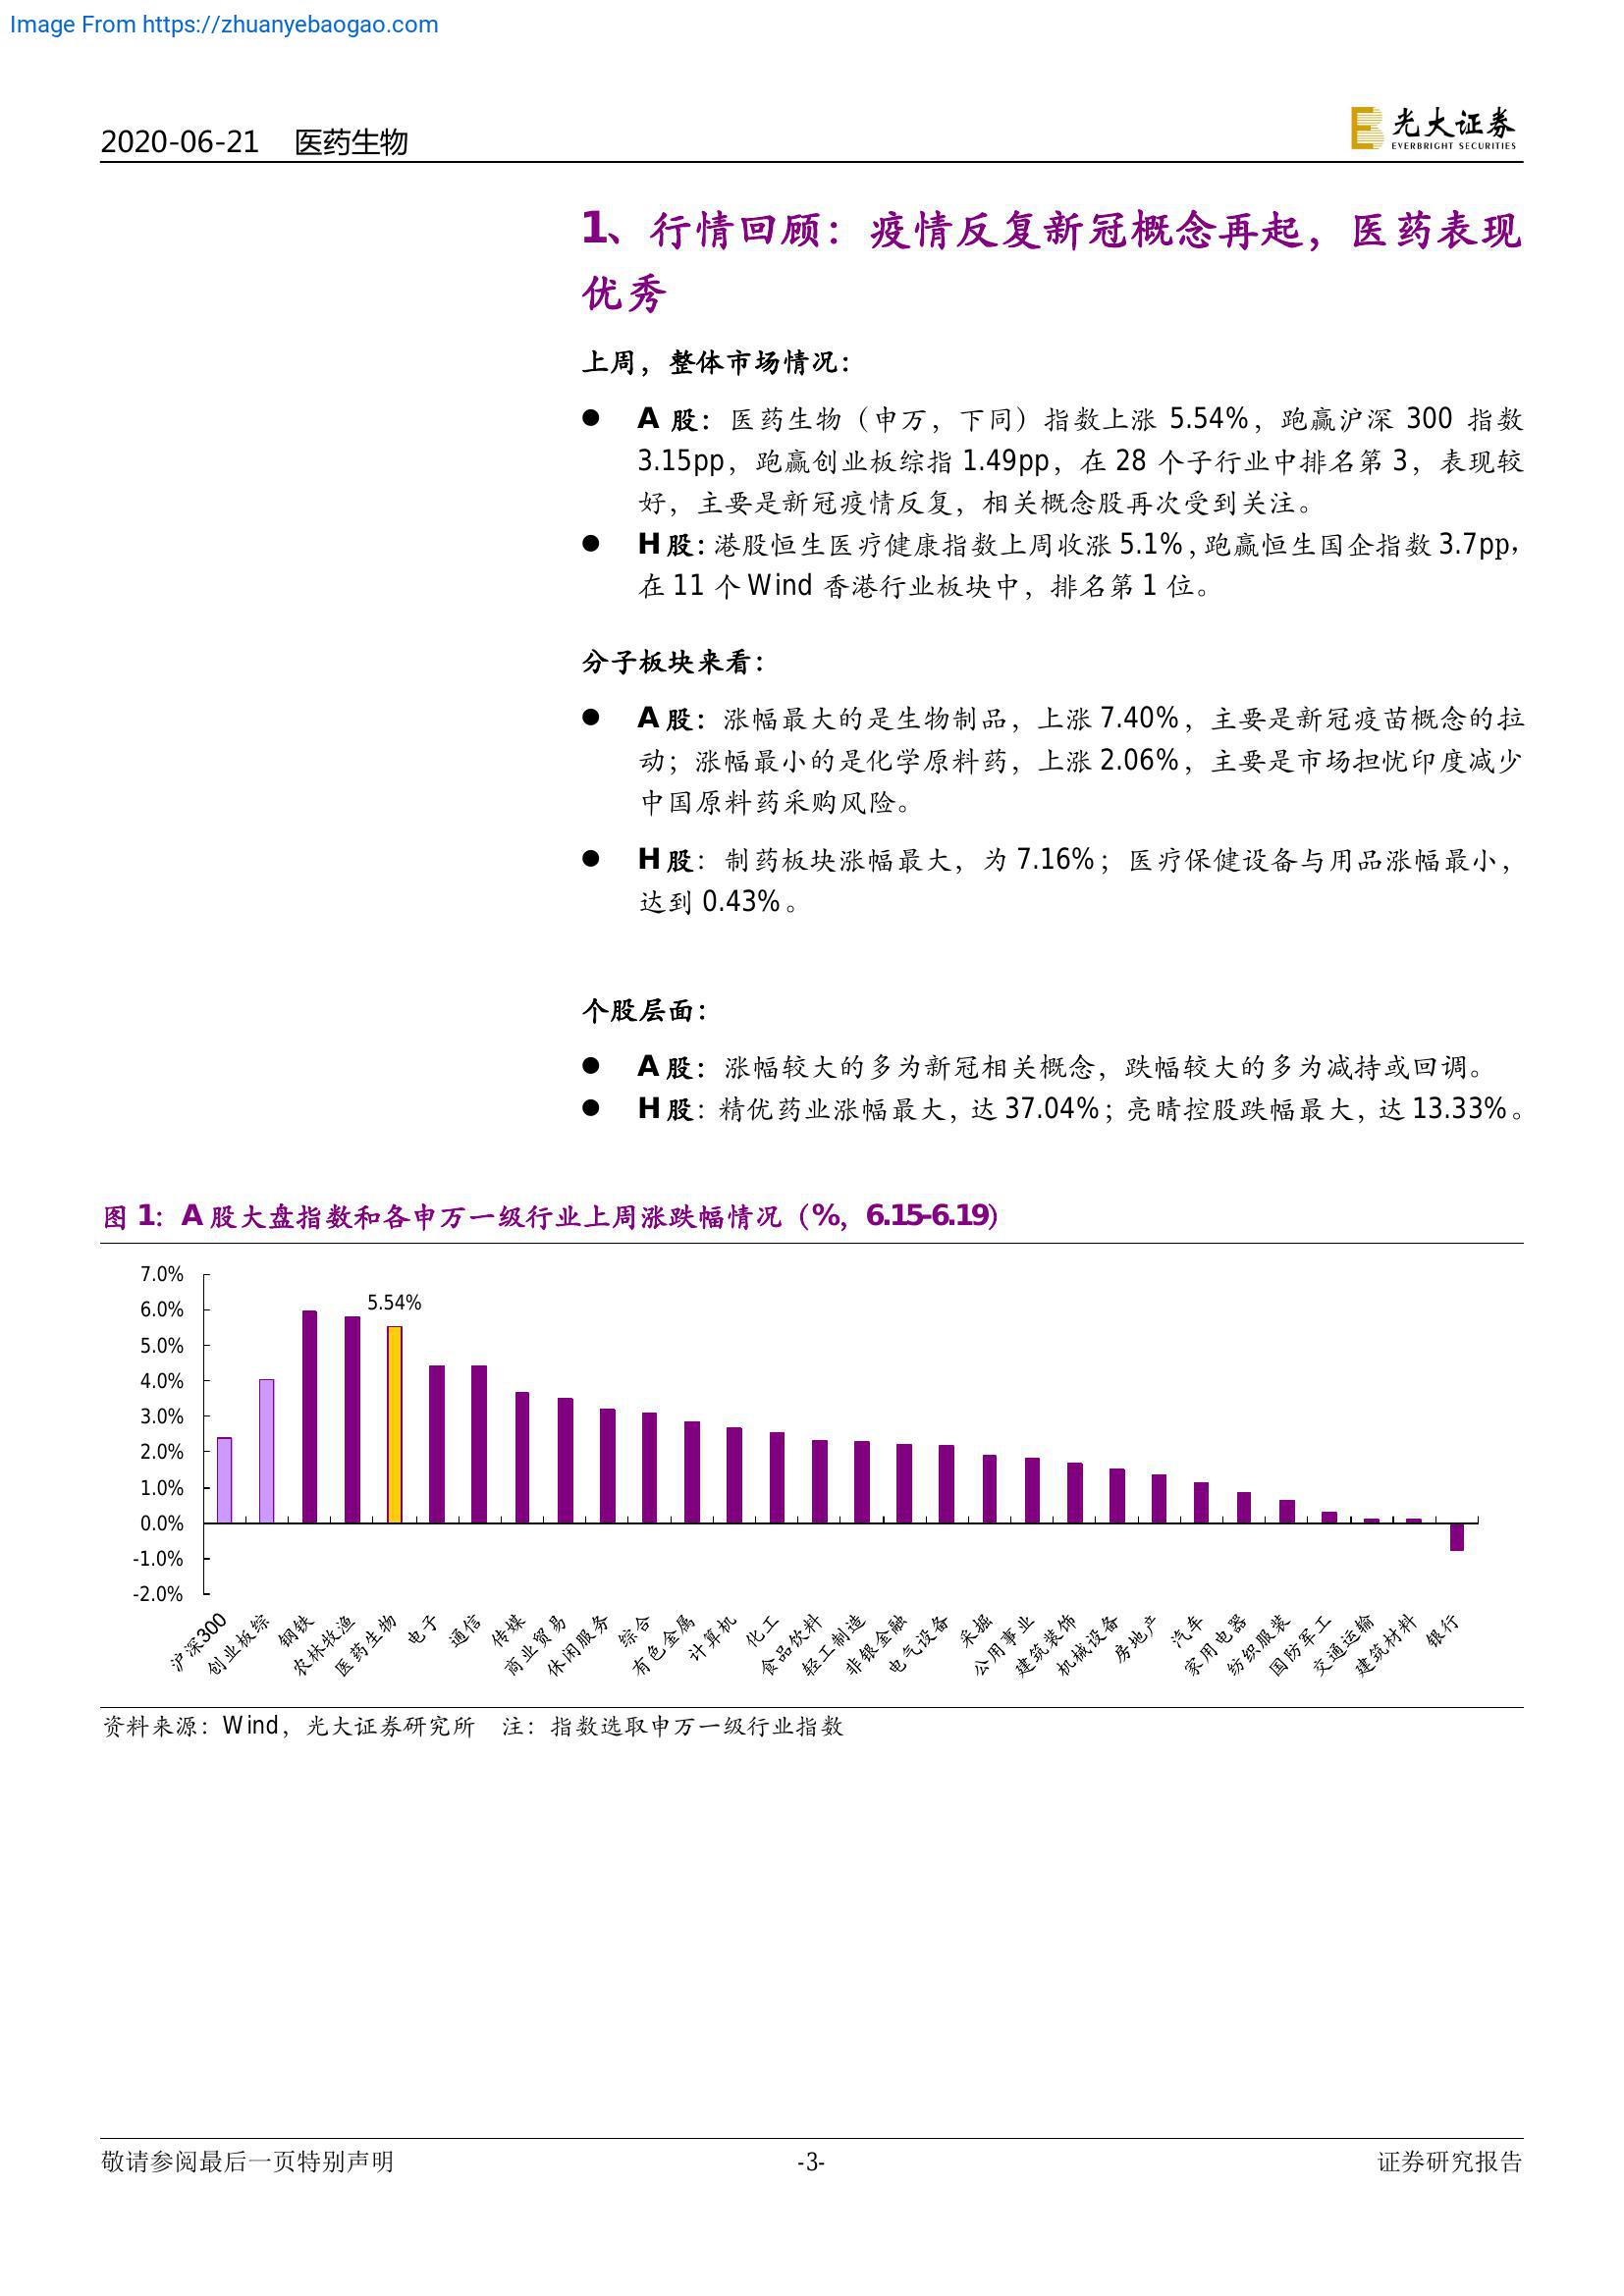 Image From https://zhuanyebaogao.com
2020-06-21 医药生物
光大证券
EVERBRIGHT SECURITIES
1、行情回顾：疫情反复新冠概念再起，医药表现
优秀
上周，整体市场情况：
● A 股：医药生物（申万，下同）指数上涨 5.54%，跑赢沪深 300 指数
3.15pp，跑赢创业板综指 1.49pp，在 28 个子行业中排名第 3，表现较
好，主要是新冠疫情反复，相关概念股再次受到关注。
● H 股：港股恒生医疗健康指数上周收涨 5.1%，跑赢恒生国企指数 3.7pp，
在 11 个 Wind 香港行业板块中，排名第 1 位。
分子板块来看：
● A 股：涨幅最大的是生物制品，上涨 7.40%，主要是新冠疫苗概念的拉
动；涨幅最小的是化学原料药，上涨 2.06%，主要是市场担忧印度减少
中国原料药采购风险。
● H 股：制药板块涨幅最大，为 7.16%；医疗保健设备与用品涨幅最小，
达到 0.43%。
个股层面：
● A 股：涨幅较大的多为新冠相关概念，跌幅较大的多为减持或回调。
● H 股：精优药业涨幅最大，达 37.04%；亮晴控股跌幅最大，达 13.33%。
图 1：A 股大盘指数和各申万一级行业上周涨跌幅情况（%，6.15-6.19）
7.0%
6.0%
5.0%
4.0%
3.0%
2.0%
1.0%
0.0%
-1.0%
-2.0%
5.54%
沪深300
创业板综
钢铁
农林牧渔
医药生物
电子
通信
传媒
商业贸易
休闲服务
综合
有色金属
计算机
化工
食品饮料
轻工制造
非银金融
电气设备
采掘
公用事业
建筑装饰
机械设备
房地产
汽车
家用电器
纺织服装
国防军工
交通运输
建筑材料
银行
资料来源：Wind，光大证券研究所 注：指数选取申万一级行业指数
敬请参阅最后一页特别声明
-3-
证券研究报告